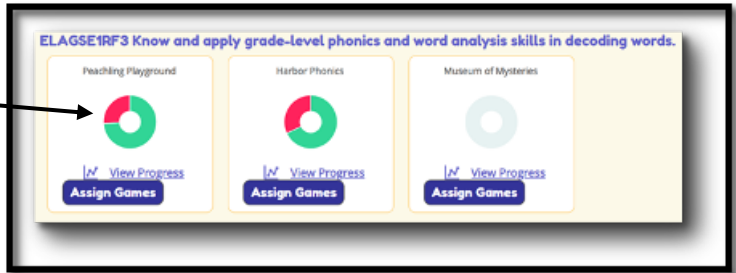 ELAGSE1RF3 Know and apply grade-level phonics and word analysis skills in decoding words.
Peachling Playground
Harbor Phonics
Museum of Mysteries
View Progress
View Progress
View Progress
Assign Games
Assign Games
Assign Games